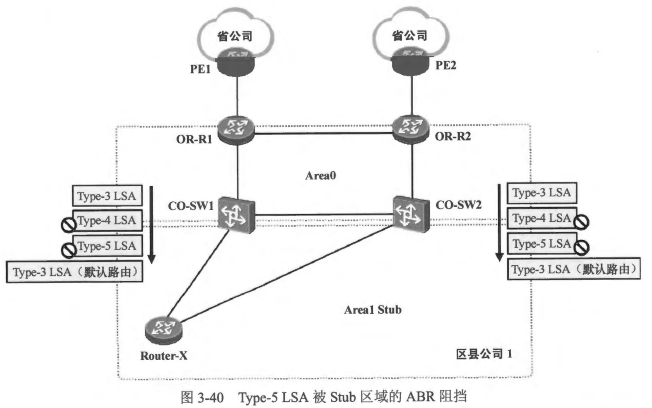 省公司
省公司
PE1
PE2
OR-R1
OR-R2
Area0
Type-3 LSA
Type-4 LSA
Type-5 LSA
Type-3 LSA（默认路由）
CO-SW1
CO-SW2
Type-3 LSA
Type-4 LSA
Type-5 LSA
Type-3 LSA（默认路由）
Area1 Stub
Router-X
区县公司 1
图 3-40 Type-5 LSA 被 Stub 区域的 ABR 阻挡